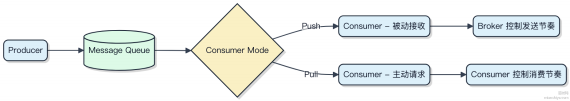 Producer
Message Queue
Consumer Mode
Push
Consumer - 被动接收
Broker 控制发送节奏
Pull
Consumer - 主动请求
Consumer 控制消费节奏